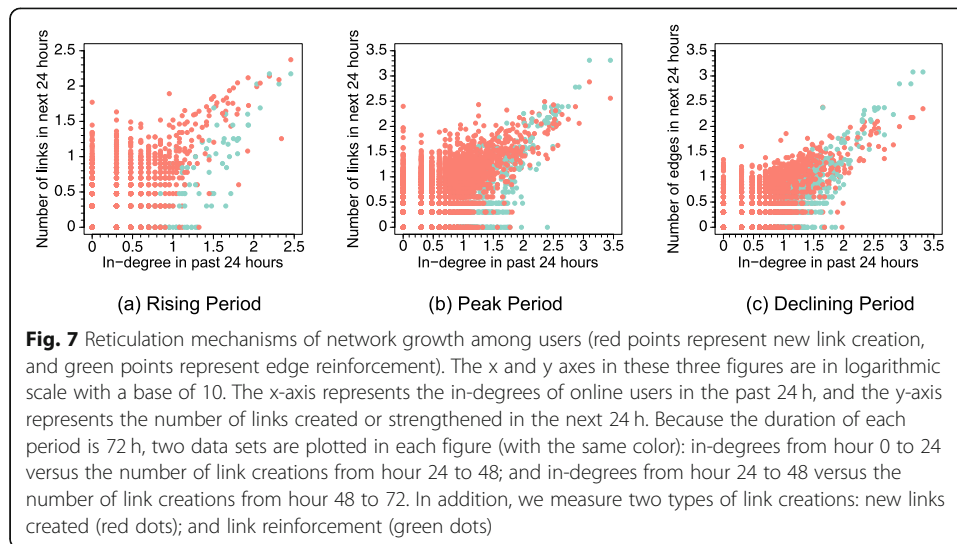 Number of links in next 24 hours
2.5
2
1.5
1
0.5
0
0 0.5 1 1.5 2 2.5
In−degree in past 24 hours
(a) Rising Period
Number of links in next 24 hours
3.5
3
2.5
2
1.5
1
0.5
0
0 0.5 1 1.5 2 2.5 3 3.5
In−degree in past 24 hours
(b) Peak Period
Number of edges in next 24 hours
3.5
3
2.5
2
1.5
1
0.5
0
0 0.5 1 1.5 2 2.5 3 3.5
In−degree in past 24 hours
(c) Declining Period
Fig. 7 Reticulation mechanisms of network growth among users (red points represent new link creation,
and green points represent edge reinforcement). The x and y axes in these three figures are in logarithmic
scale with a base of 10. The x-axis represents the in-degrees of online users in the past 24 h, and the y-axis
represents the number of links created or strengthened in the next 24 h. Because the duration of each
period is 72 h, two data sets are plotted in each figure (with the same color): in-degrees from hour 0 to 24
versus the number of link creations from hour 24 to 48; and in-degrees from hour 24 to 48 versus the
number of link creations from hour 48 to 72. In addition, we measure two types of link creations: new links
created (red dots); and link reinforcement (green dots)